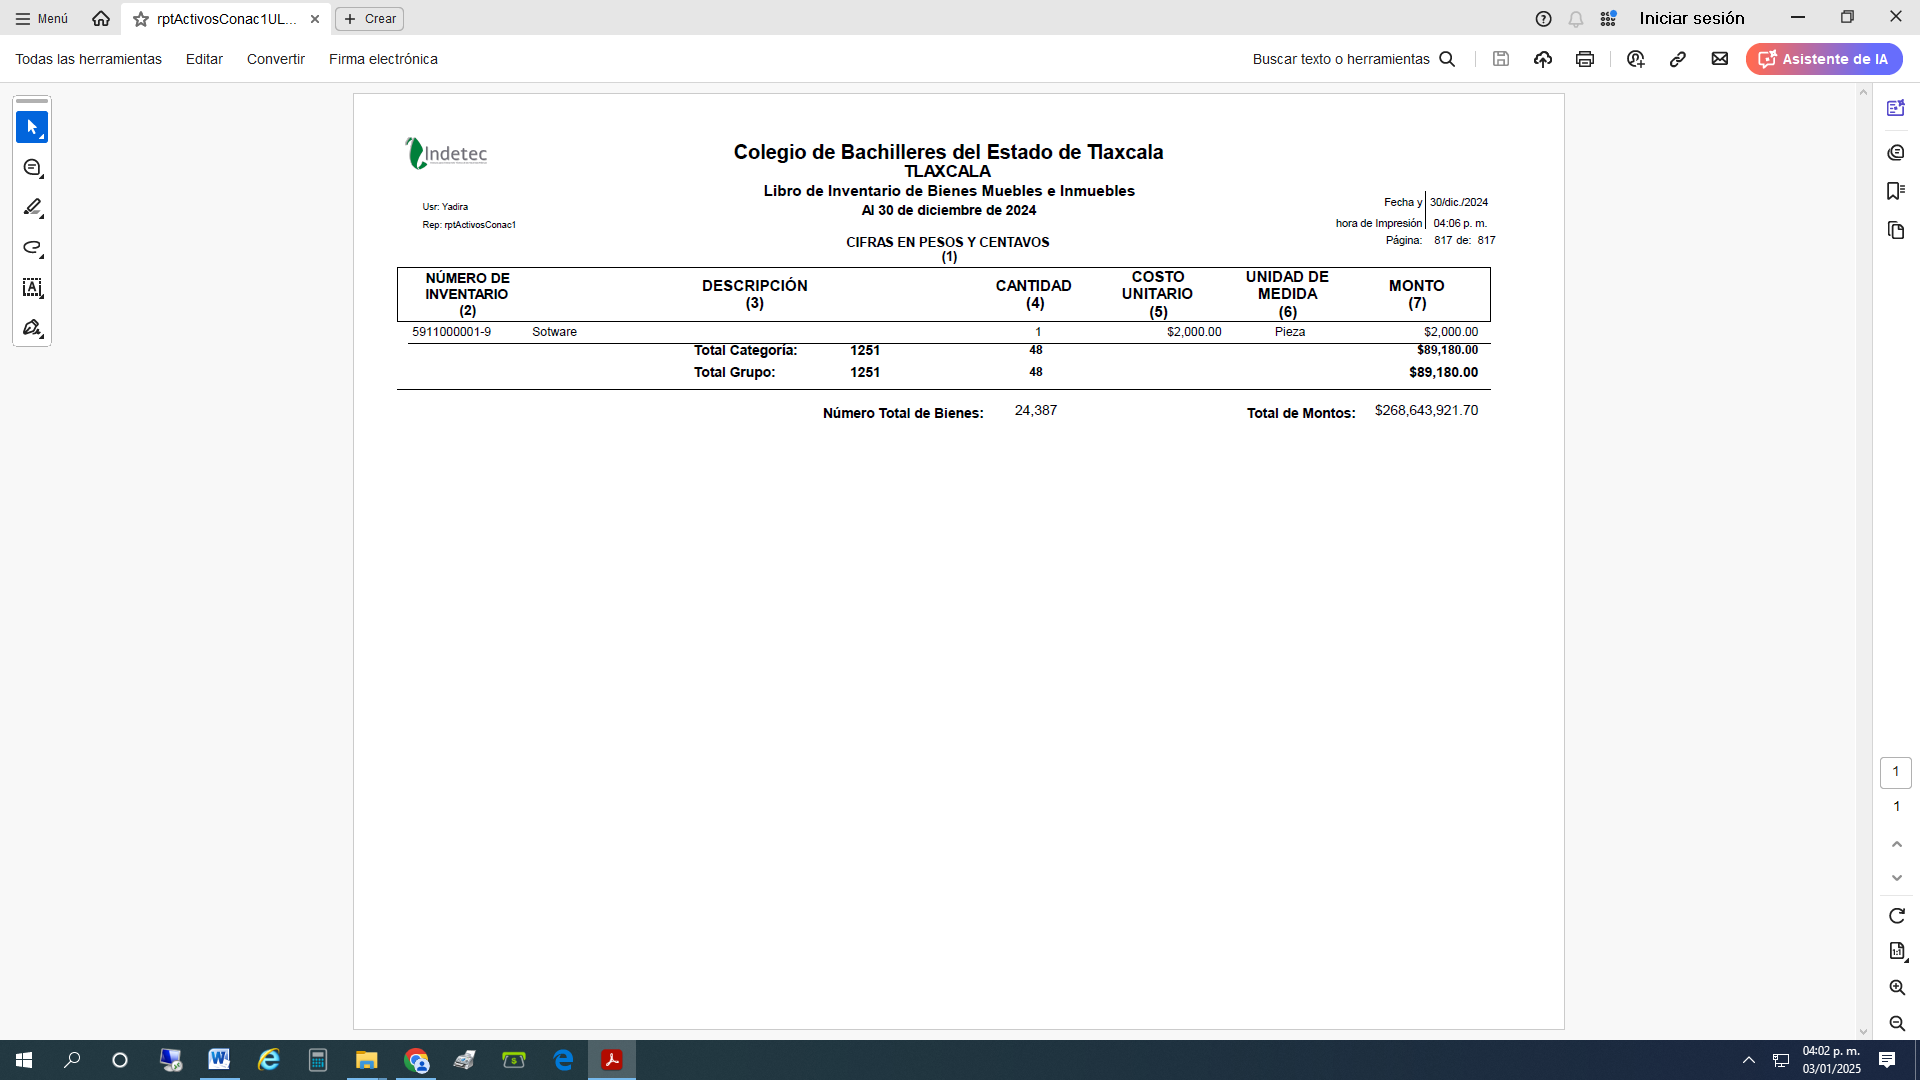 Menú
rptActivosConac1UL...
Crear
Iniciar sesión
Todas las herramientas
Editar
Convertir
Firma electrónica
Buscar texto o herramientas
Asistente de IA
Indetec
Colegio de Bachilleres del Estado de Tlaxcala
TLAXCALA
Libro de Inventario de Bienes Muebles e Inmuebles
Al 30 de diciembre de 2024
Usr: Yadira
Rep: rptActivosConac1
Fecha y 30/dic./2024
hora de Impresión 04:06 p. m.
Página: 817 de: 817
CIFRAS EN PESOS Y CENTAVOS
(1)
NÚMERO DE INVENTARIO (2) DESCRIPCIÓN (3) CANTIDAD (4) COSTO UNITARIO (5) UNIDAD DE MEDIDA (6) MONTO (7)
5911000001-9 Sotware 1 $2,000.00 Pieza $2,000.00
Total Categoría: 1251 48 $89,180.00
Total Grupo: 1251 48 $89,180.00
Número Total de Bienes: 24,387 Total de Montos: $268,643,921.70
1
1
04:02 p. m.
03/01/2025